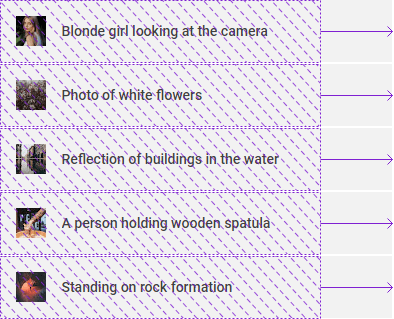 Blonde girl looking at the camera
Photo of white flowers
Reflection of buildings in the water
A person holding wooden spatula
Standing on rock formation